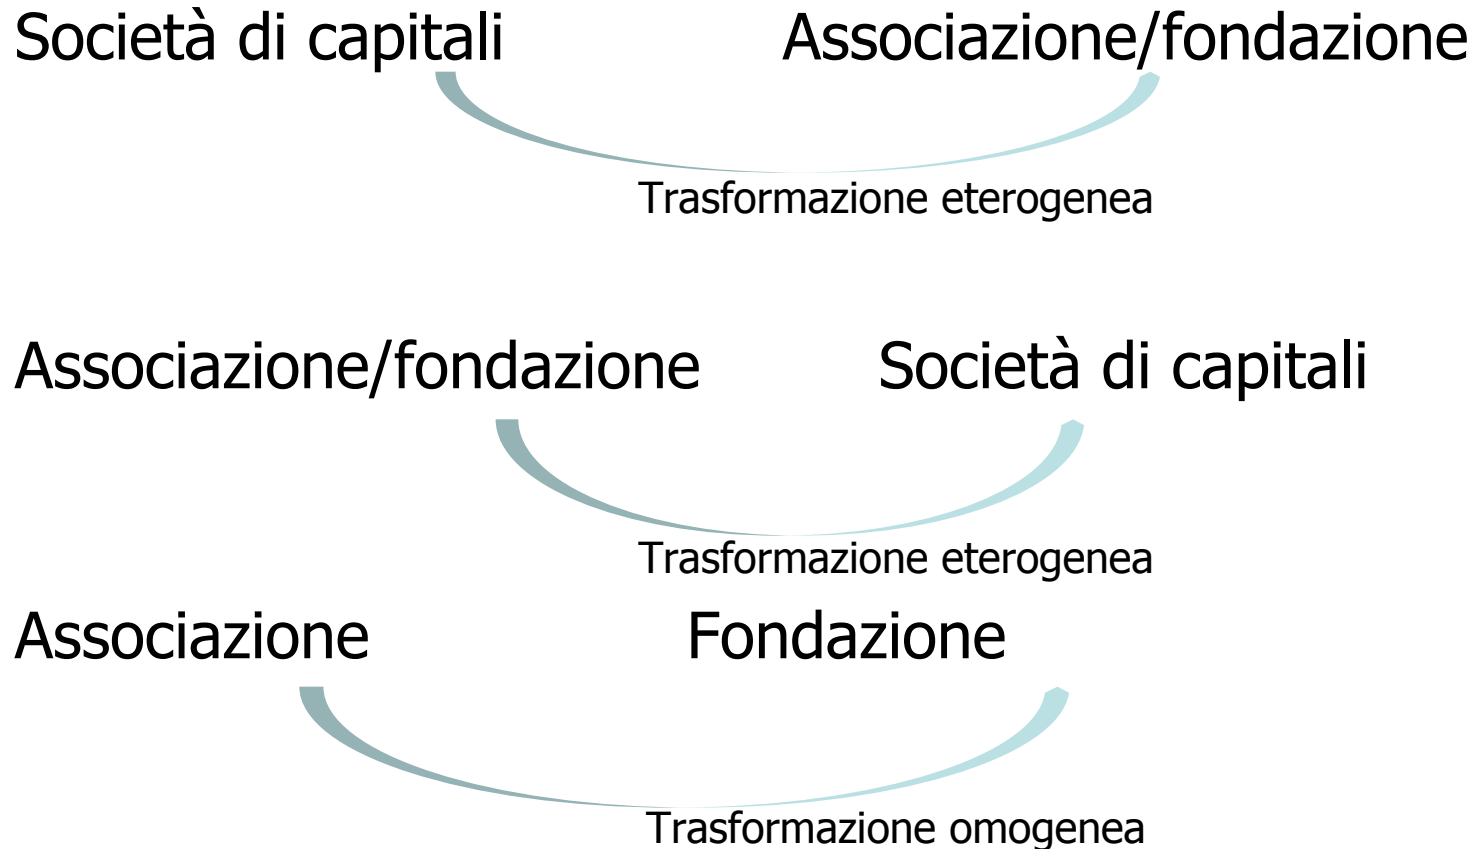 Società di capitali Associazione/fondazione
Trasformazione eterogenea
Associazione/fondazione Società di capitali
Trasformazione eterogenea
Associazione Fondazione
Trasformazione omogenea